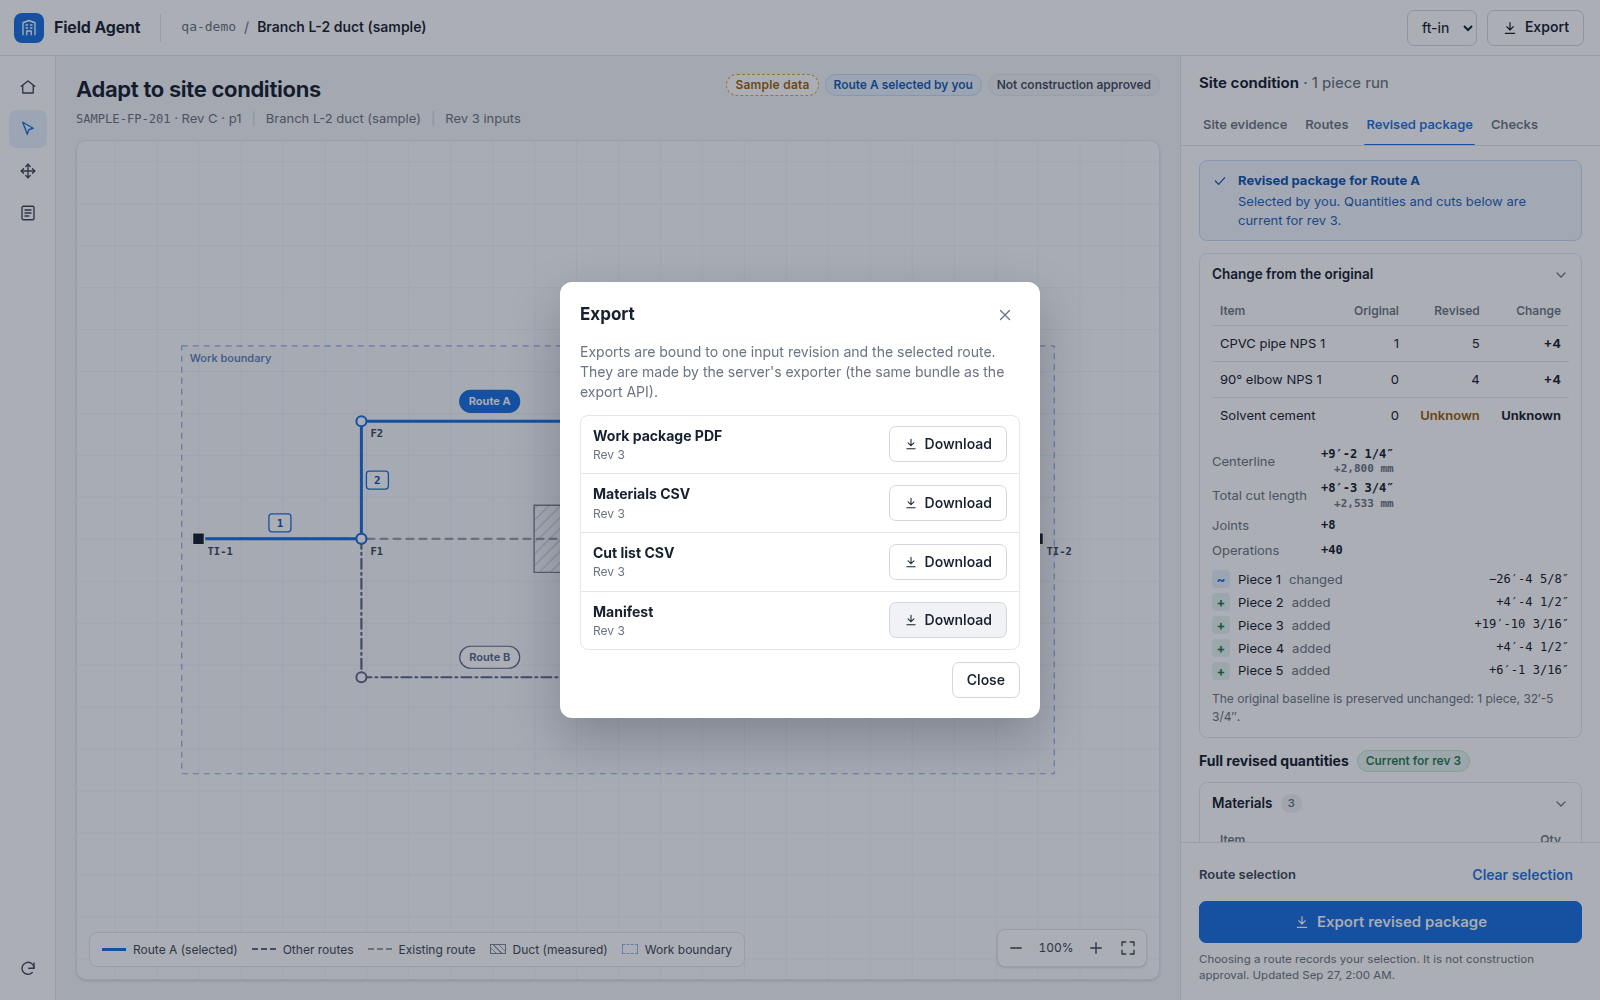 Field Agent
qa-demo / Branch L-2 duct (sample)
ft-in
Export
Adapt to site conditions
Sample data
Route A selected by you
Not construction approved
SAMPLE-FP-201 · Rev C · p1 | Branch L-2 duct (sample) | Rev 3 inputs
Work boundary
Route A
F2
2
1
TI-1
F1
TI-2
Route B
Export
Exports are bound to one input revision and the selected route.
They are made by the server's exporter (the same bundle as the
export API).
Work package PDF
Rev 3
Download
Materials CSV
Rev 3
Download
Cut list CSV
Rev 3
Download
Manifest
Rev 3
Download
Close
Route A (selected)
Other routes
Existing route
Duct (measured)
Work boundary
100%
Site condition · 1 piece run
Site evidence
Routes
Revised package
Checks
Revised package for Route A
Selected by you. Quantities and cuts below are
current for rev 3.
Change from the original
Item Original Revised Change
CPVC pipe NPS 1 1 5 +4
90° elbow NPS 1 0 4 +4
Solvent cement 0 Unknown Unknown
Centerline +9′-2 1/4″
+2,800 mm
Total cut length +8′-3 3/4″
+2,533 mm
Joints +8
Operations +40
~ Piece 1 changed −26′-4 5/8″
+ Piece 2 added +4′-4 1/2″
+ Piece 3 added +19′-10 3/16″
+ Piece 4 added +4′-4 1/2″
+ Piece 5 added +6′-1 3/16″
The original baseline is preserved unchanged: 1 piece, 32′-5
3/4″.
Full revised quantities
Current for rev 3
Materials 3
Item Qty
Route selection
Clear selection
Export revised package
Choosing a route records your selection. It is not construction
approval. Updated Sep 27, 2:00 AM.